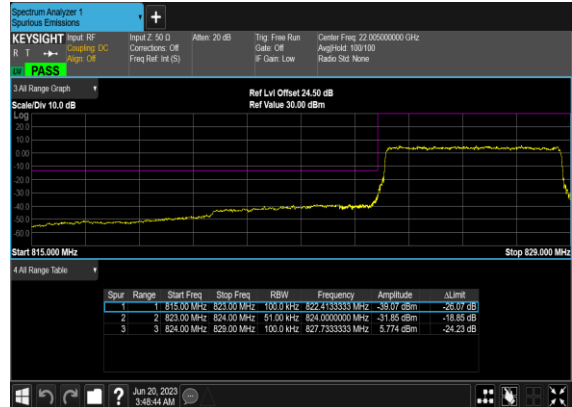 Spectrum Analyzer 1
Spurious Emissions
KEYSIGHT Input: RF Input Z: 50 Ω Atten: 20 dB Trig: Free Run Center Freq: 22.005000000 GHz
R T Coupling: DC Corrections: Off Gate: Off Avg|Hold: 100/100
Align: Off Freq Ref: Int (S) IF Gain: Low Radio Std: None
PASS
3 All Range Graph
Ref Lvl Offset 24.50 dB
Scale/Div 10.0 dB Ref Value 30.00 dBm
Log
20.0
10.0
0.00
-10.0
-20.0
-30.0
-40.0
-50.0
-60.0
Start 815.000 MHz Stop 829.000 MHz
4 All Range Table
Spur Range Start Freq Stop Freq RBW Frequency Amplitude ΔLimit
1 1 815.00 MHz 823.00 MHz 100.0 kHz 822.4133333 MHz -39.07 dBm -26.07 dB
2 2 823.00 MHz 824.00 MHz 51.00 kHz 824.0000000 MHz -31.85 dBm -18.85 dB
3 3 824.00 MHz 829.00 MHz 100.0 kHz 827.7333333 MHz 5.774 dBm -24.23 dB
? Jun 20, 2023
3:48:44 AM